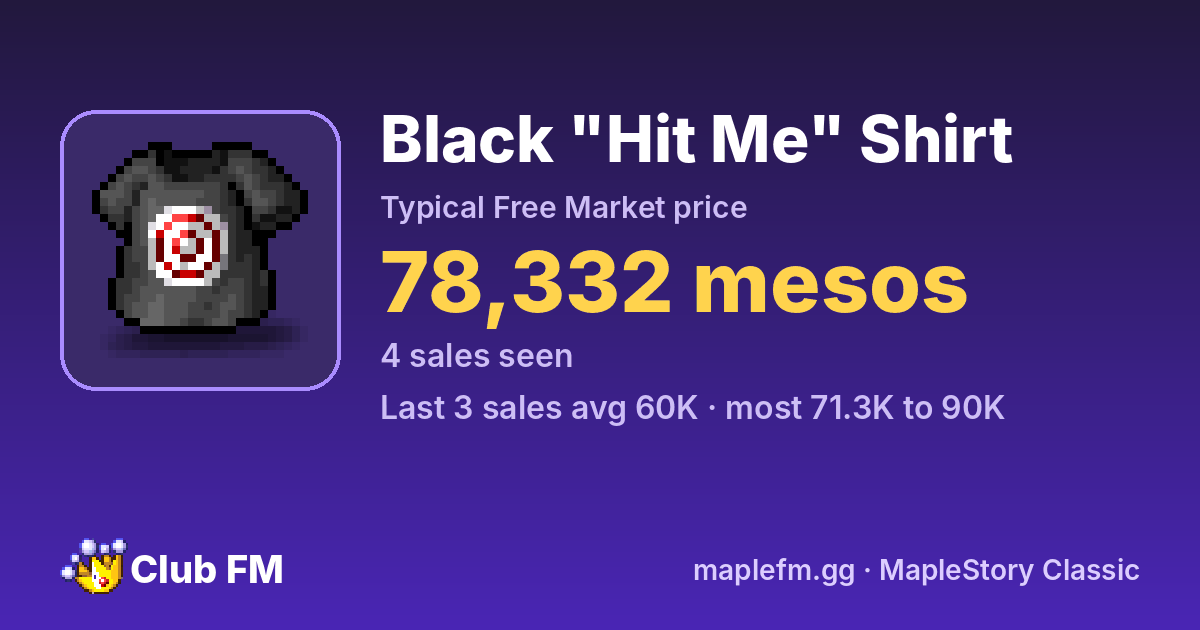 Black "Hit Me" Shirt
Typical Free Market price
78,332 mesos
4 sales seen
Last 3 sales avg 60K · most 71.3K to 90K
Club FM
maplefm.gg · MapleStory Classic